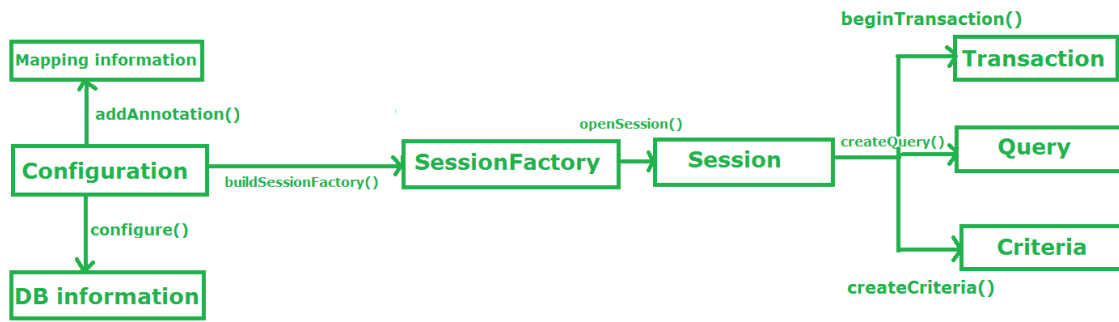 beginTransaction()
Mapping information
Transaction
addAnnotation()
openSession()
createQuery()
Query
Configuration
buildSessionFactory()
SessionFactory
Session
configure()
Criteria
createCriteria()
DB information